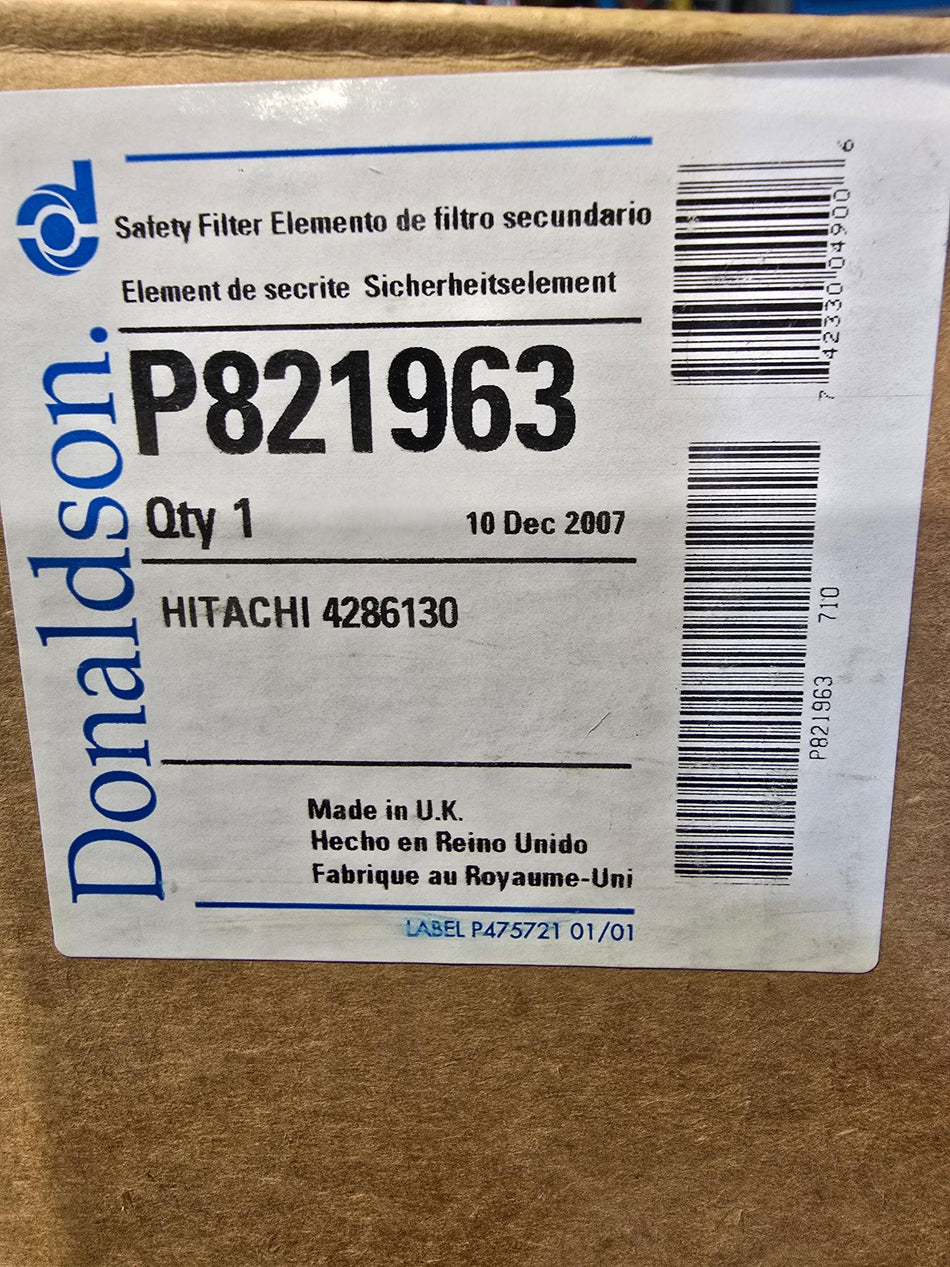 Donaldson.
Safety Filter Elemento de filtro secundario
Element de secrite Sicherheitselement
P821963
Qty 1 10 Dec 2007
HITACHI 4286130
Made in U.K.
Hecho en Reino Unido
Fabrique au Royaume-Uni
LABEL P475721 01/01
7 42330 04900 6
P821963 710